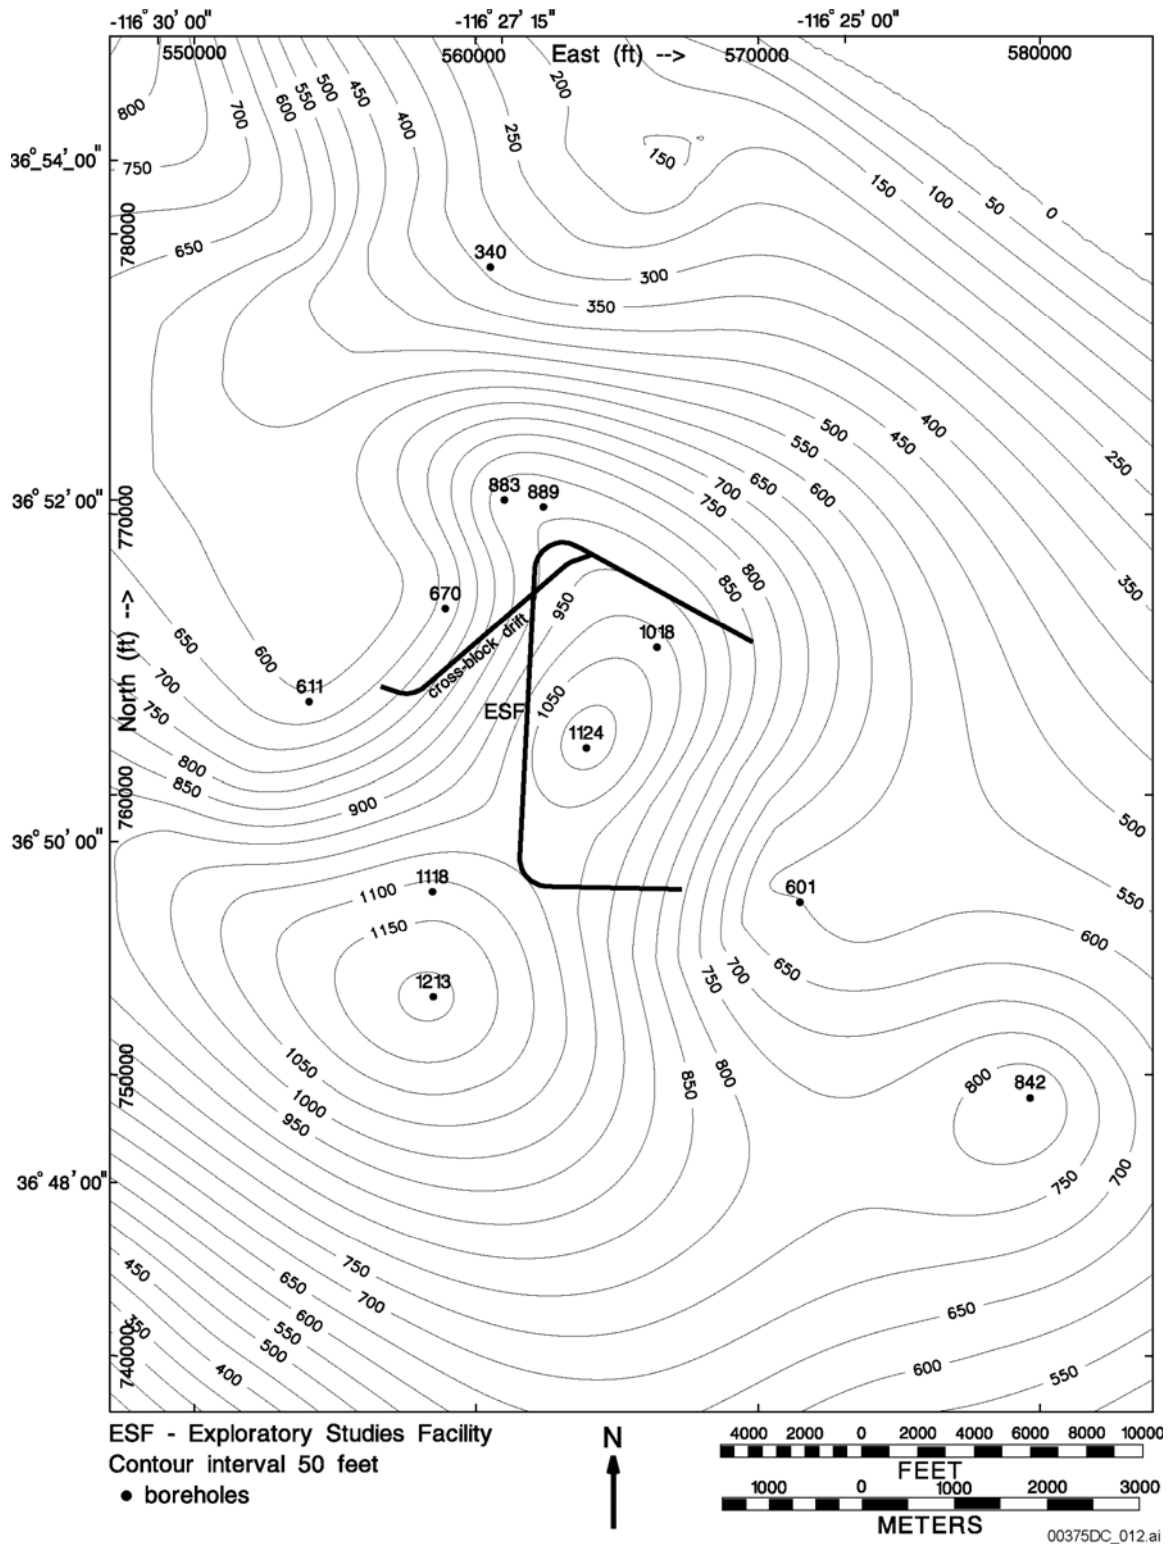 -116° 30' 00" -116° 27' 15" -116° 25' 00"
550000 560000 East (ft) --> 570000 580000
200
800 700 600 550 500 450 400 250
36_54' 00" 750 150 150 100 50 0
780000 650 340 300
350
500 400
550 450 250
650 600
700
750
36° 52' 00" 770000 883 889
800 350
850
670 950
North (ft) --> 650 600 cross-block drift 1018
611 700 ESF 1050
750 1124
800
850 900
760000 500
36° 50' 00"
1118 601 550
1100
1150 600
650
700
750
1213
1050
750000 850 800 800 842
1000
950
36° 48' 00" 750 700
450 750
650 700 650
350 600
550
740000 500 600 550
400
ESF - Exploratory Studies Facility
Contour interval 50 feet
● boreholes
N
4000 2000 0 2000 4000 6000 8000 10000
FEET
1000 0 1000 2000 3000
METERS
00375DC_012.ai